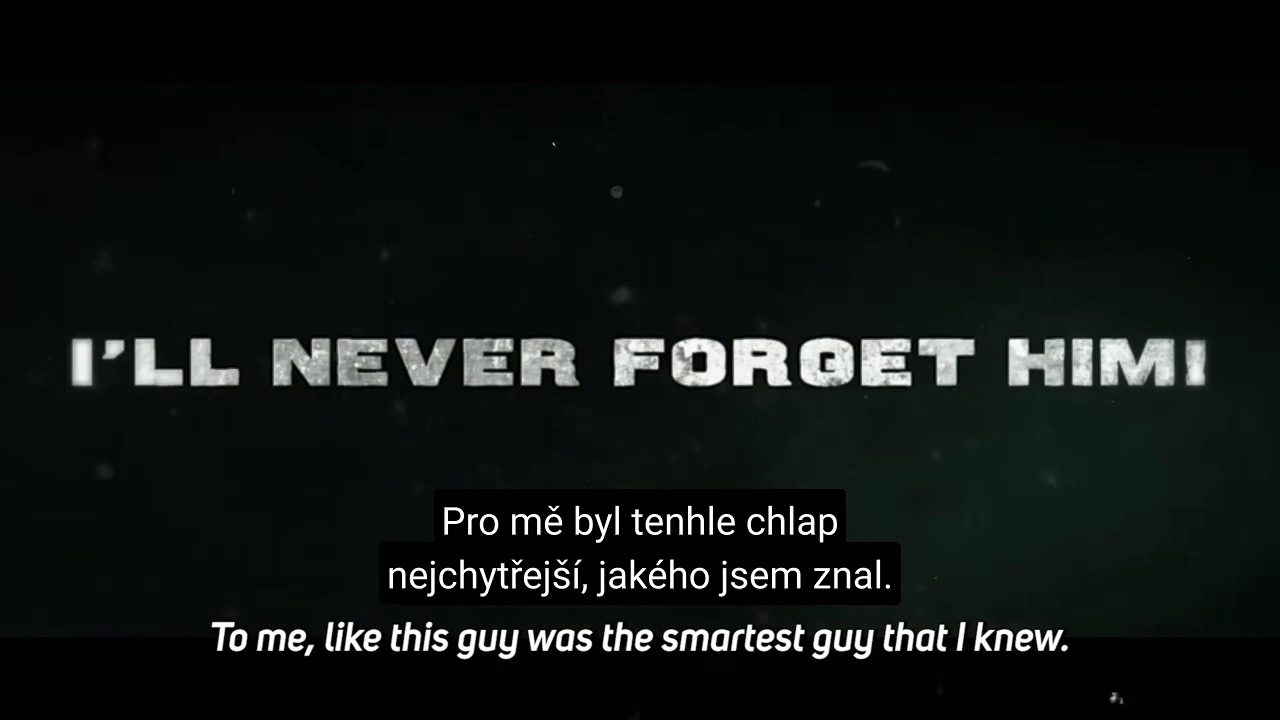 I'LL NEVER FORGET HIM!
Pro mě byl tenhle chlap
nejchytřejší, jakého jsem znal.
To me, like this guy was the smartest guy that I knew.